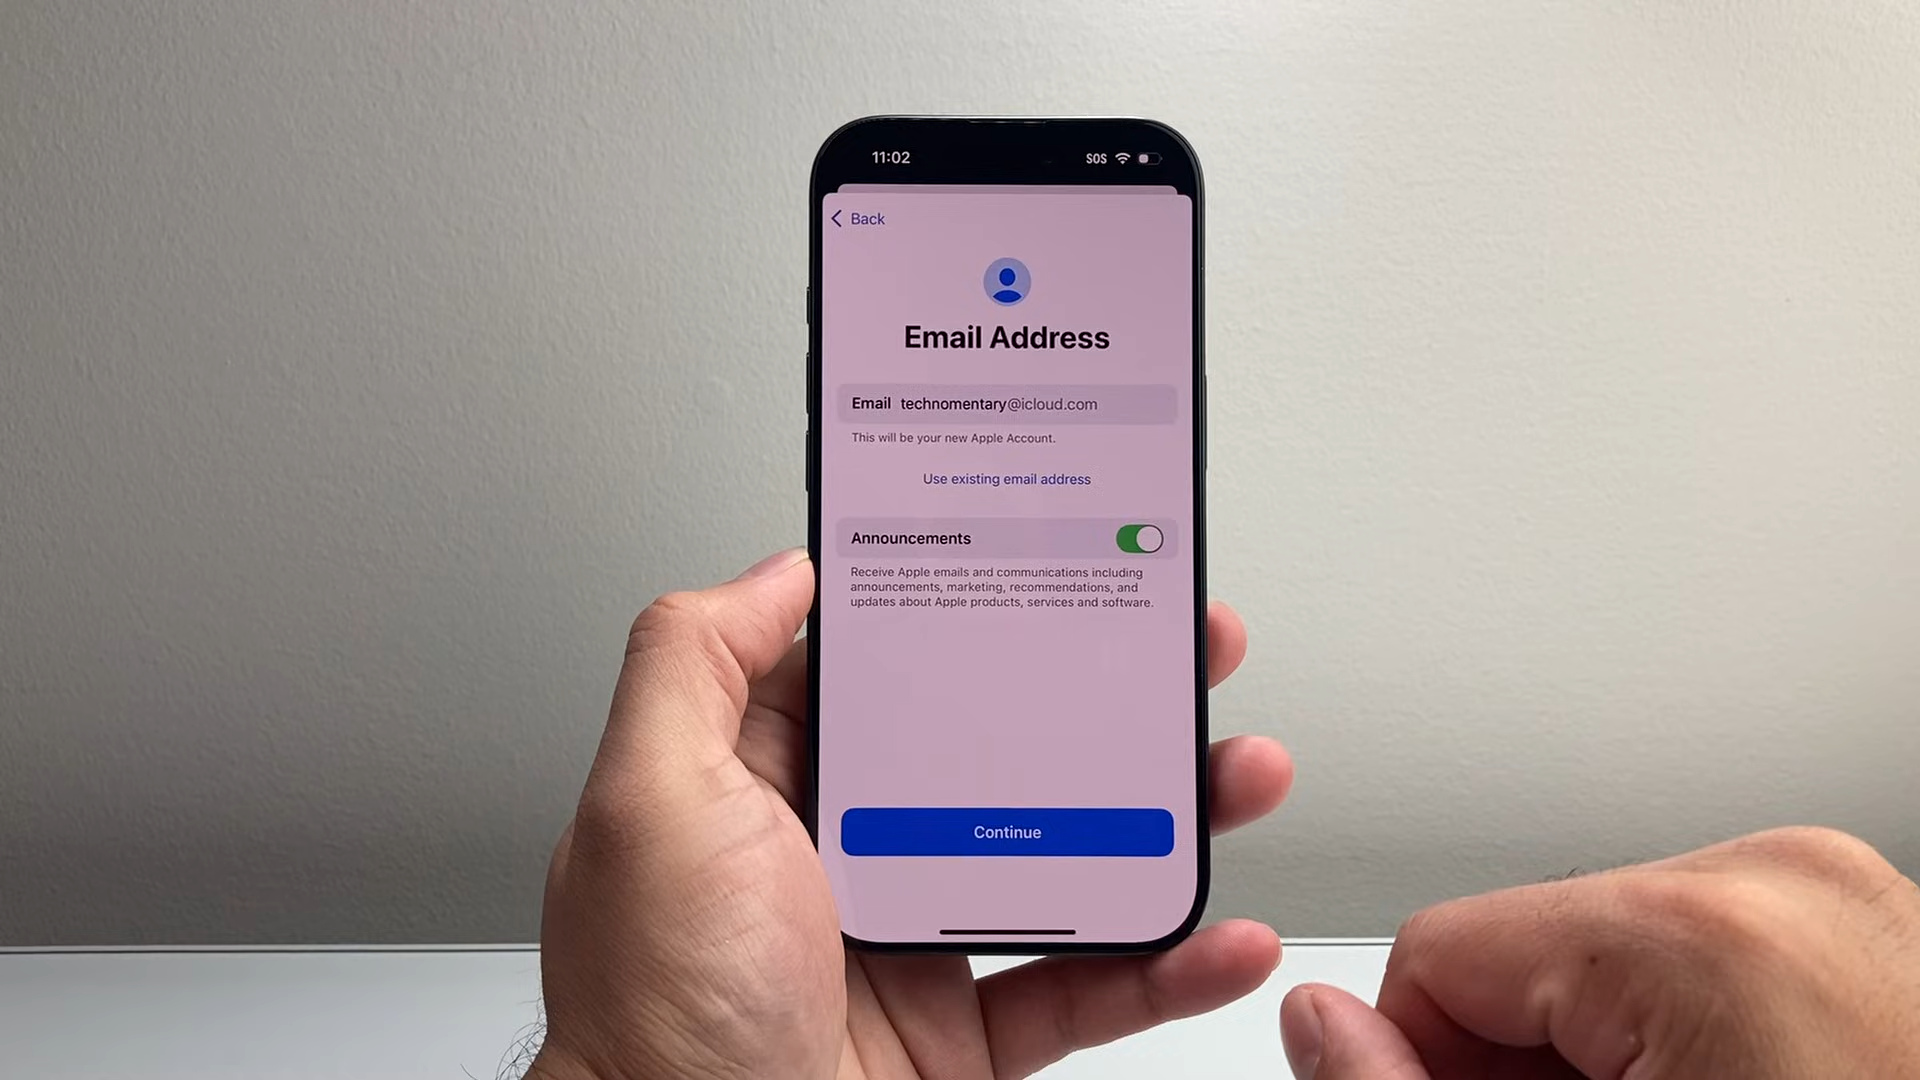 11:02 SOS
Back
Email Address
Email technomentary@icloud.com
This will be your new Apple Account.
Use existing email address
Announcements
Receive Apple emails and communications including
announcements, marketing, recommendations, and
updates about Apple products, services and software.
Continue